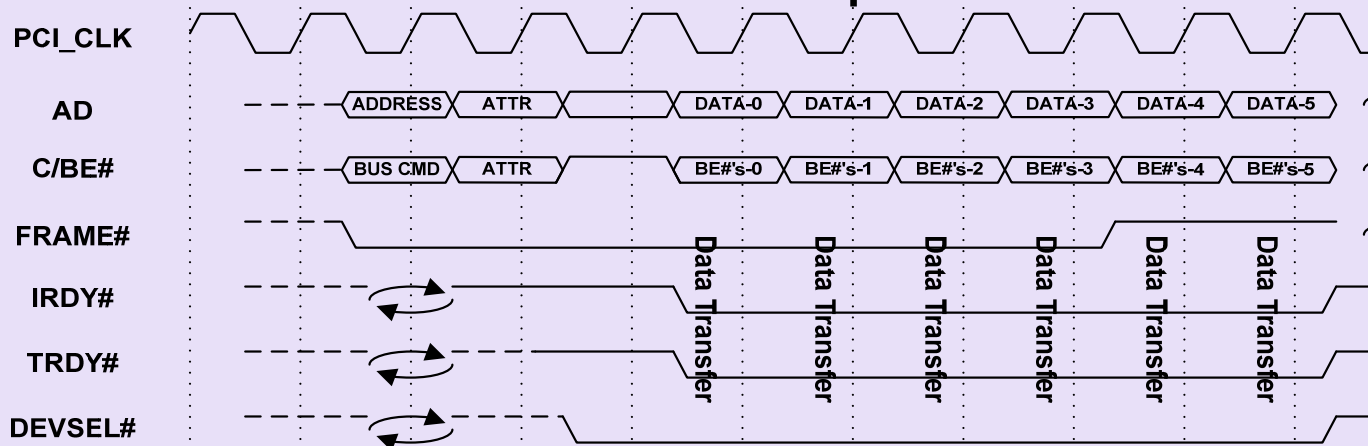 PCI_CLK
AD ADDRESS ATTR DATA-0 DATA-1 DATA-2 DATA-3 DATA-4 DATA-5
C/BE# BUS CMD ATTR BE#'s-0 BE#'s-1 BE#'s-2 BE#'s-3 BE#'s-4 BE#'s-5
FRAME#
IRDY#
TRDY#
DEVSEL#
Data Transfer
Data Transfer
Data Transfer
Data Transfer
Data Transfer
Data Transfer